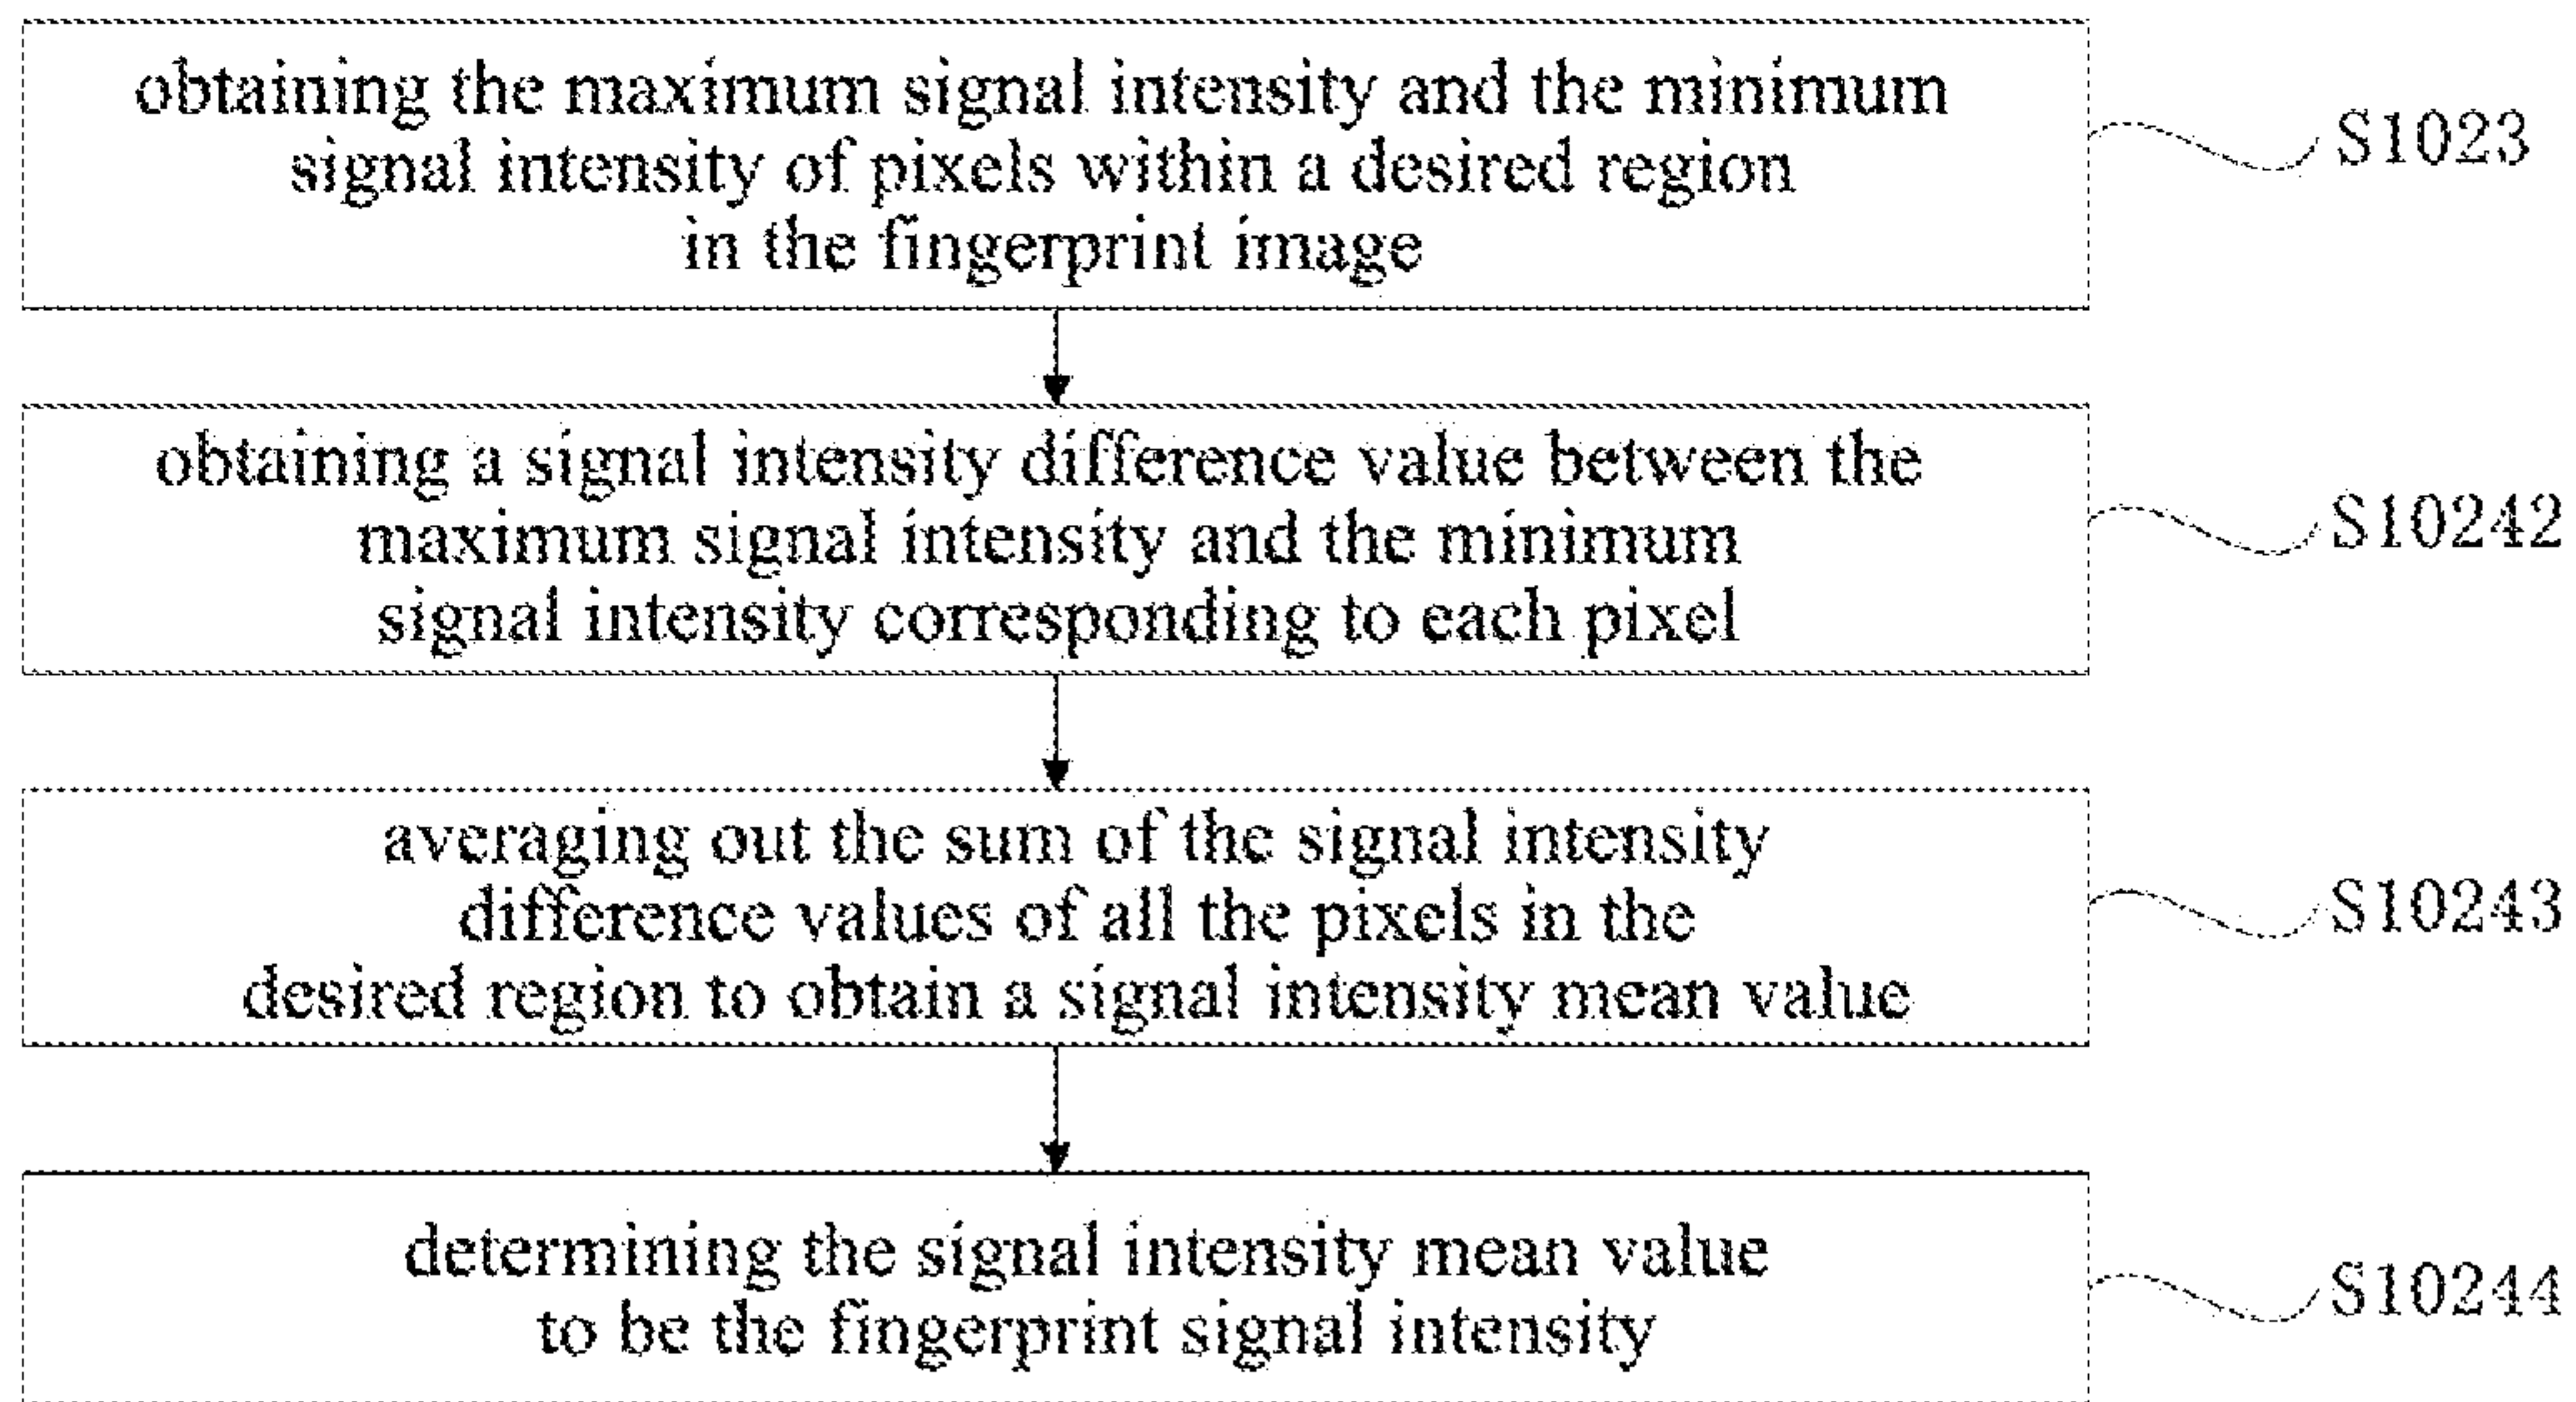 obtaining the maximum signal intensity and the minimum
signal intensity of pixels within a desired region
in the fingerprint image
S1023
obtaining a signal intensity difference value between the
maximum signal intensity and the minimum
signal intensity corresponding to each pixel
S10242
averaging out the sum of the signal intensity
difference values of all the pixels in the
desired region to obtain a signal intensity mean value
S10243
determining the signal intensity mean value
to be the fingerprint signal intensity
S10244